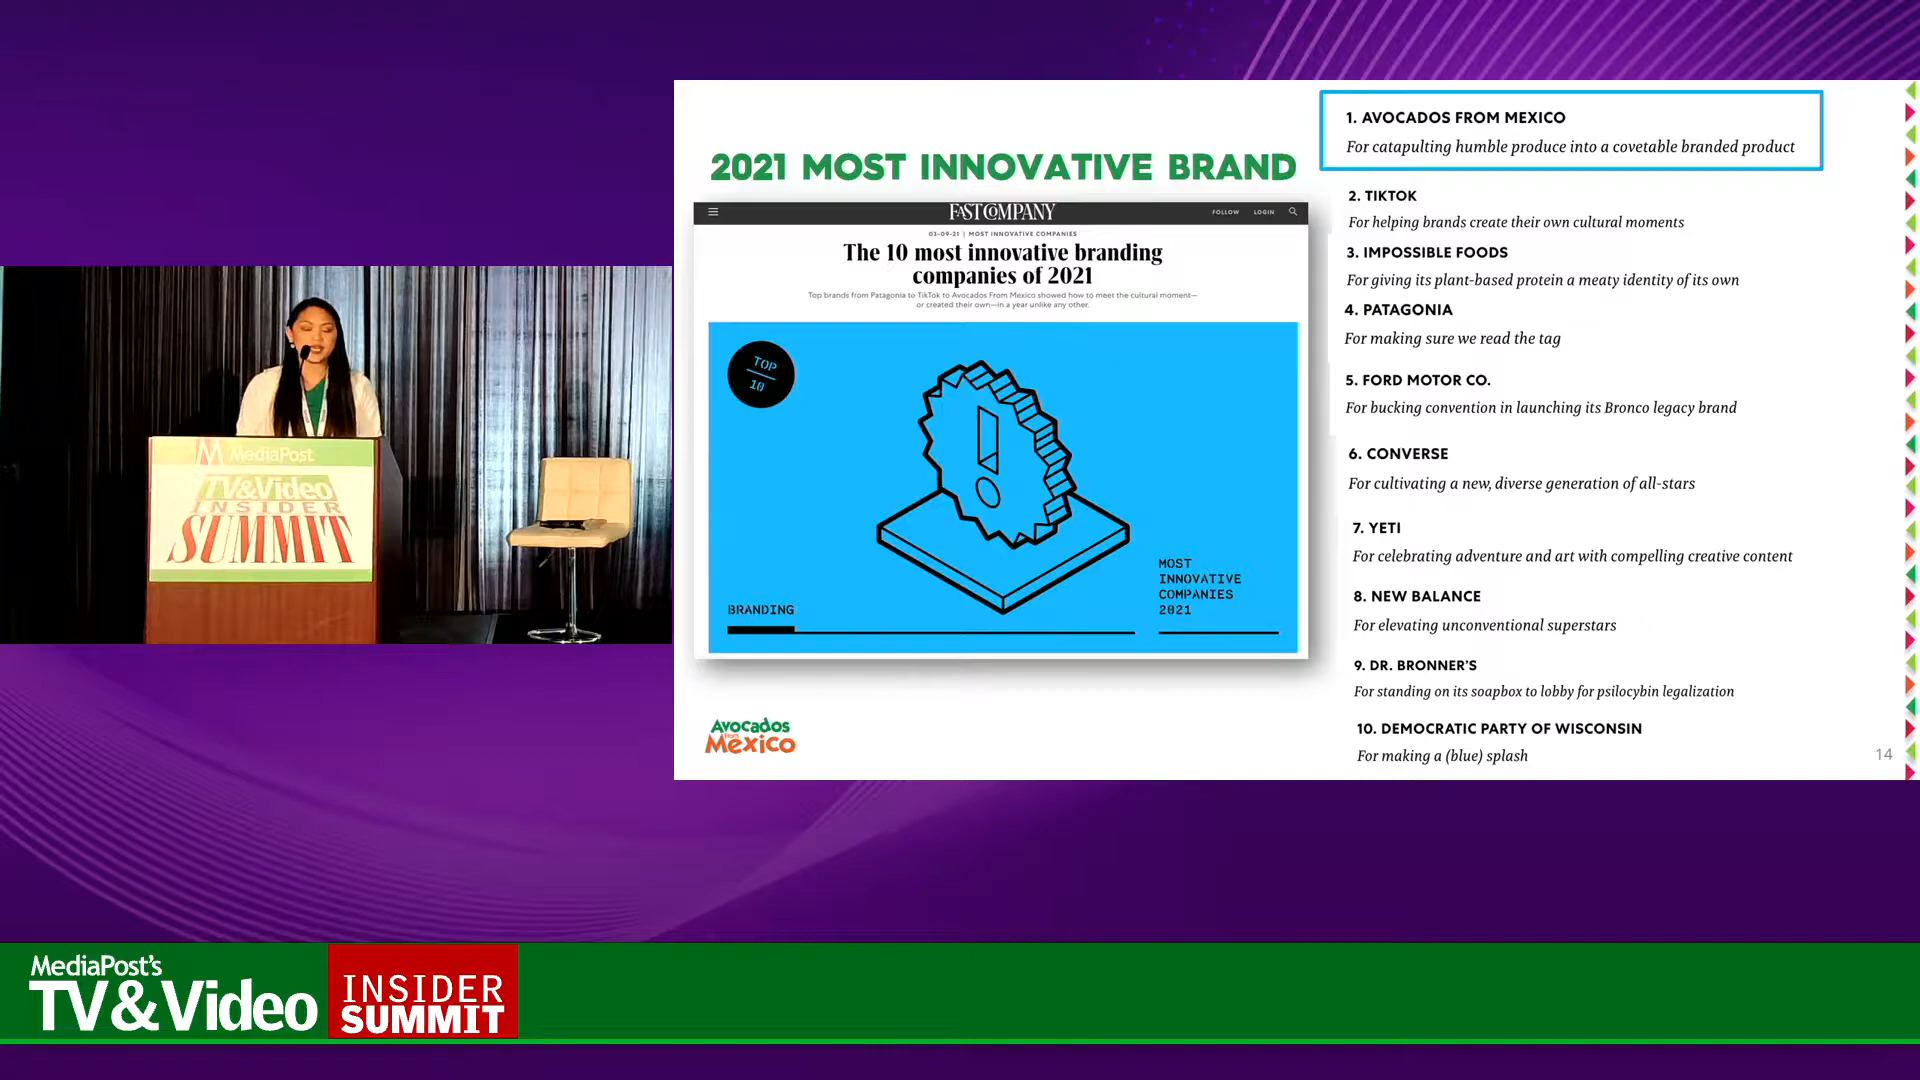 2021 MOST INNOVATIVE BRAND
FAST COMPANY
FOLLOW LOGIN
03-09-21 | MOST INNOVATIVE COMPANIES
The 10 most innovative branding
companies of 2021
Top brands from Patagonia to TikTok to Avocados From Mexico showed how to meet the cultural moment—
or created their own—in a year unlike any other.
TOP
10
BRANDING
MOST
INNOVATIVE
COMPANIES
2021
1. AVOCADOS FROM MEXICO
For catapulting humble produce into a covetable branded product
2. TIKTOK
For helping brands create their own cultural moments
3. IMPOSSIBLE FOODS
For giving its plant-based protein a meaty identity of its own
4. PATAGONIA
For making sure we read the tag
5. FORD MOTOR CO.
For bucking convention in launching its Bronco legacy brand
6. CONVERSE
For cultivating a new, diverse generation of all-stars
7. YETI
For celebrating adventure and art with compelling creative content
8. NEW BALANCE
For elevating unconventional superstars
9. DR. BRONNER'S
For standing on its soapbox to lobby for psilocybin legalization
10. DEMOCRATIC PARTY OF WISCONSIN
For making a (blue) splash
Avocados
from
Mexico
14
M MediaPost
TV&Video
INSIDER
SUMMIT
MediaPost's
TV&Video
INSIDER
SUMMIT